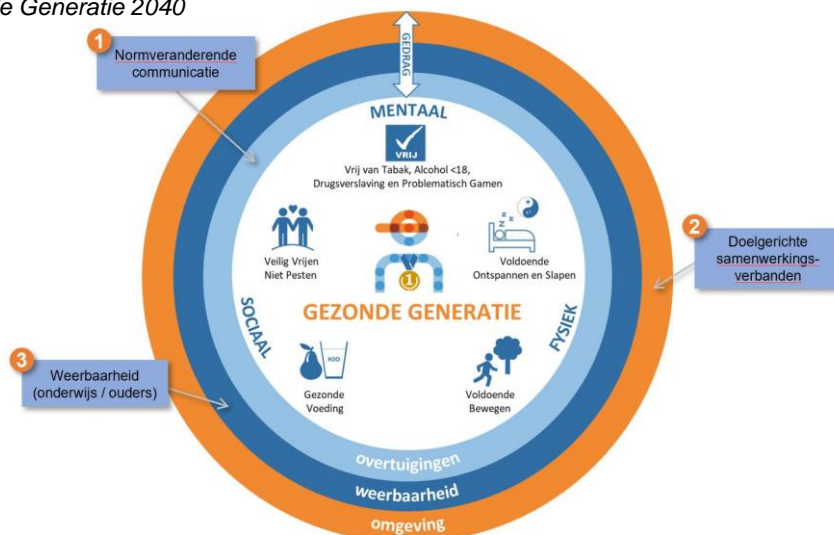 e Generatie 2040
1
Normveranderende
communicatie
GEDRAG
MENTAAL
VRIJ
Vrij van Tabak, Alcohol <18,
Drugsverslaving en Problematisch Gamen
Veilig Vrijen
Niet Pesten
z z z
Voldoende
Ontspannen en Slapen
2
Doelgerichte
samenwerkings-
verbanden
1
GEZONDE GENERATIE
SOCIAAL
FYSIEK
3
Weerbaarheid
(onderwijs / ouders)
H2O
Gezonde
Voeding
Voldoende
Bewegen
overtuigingen
weerbaarheid
omgeving